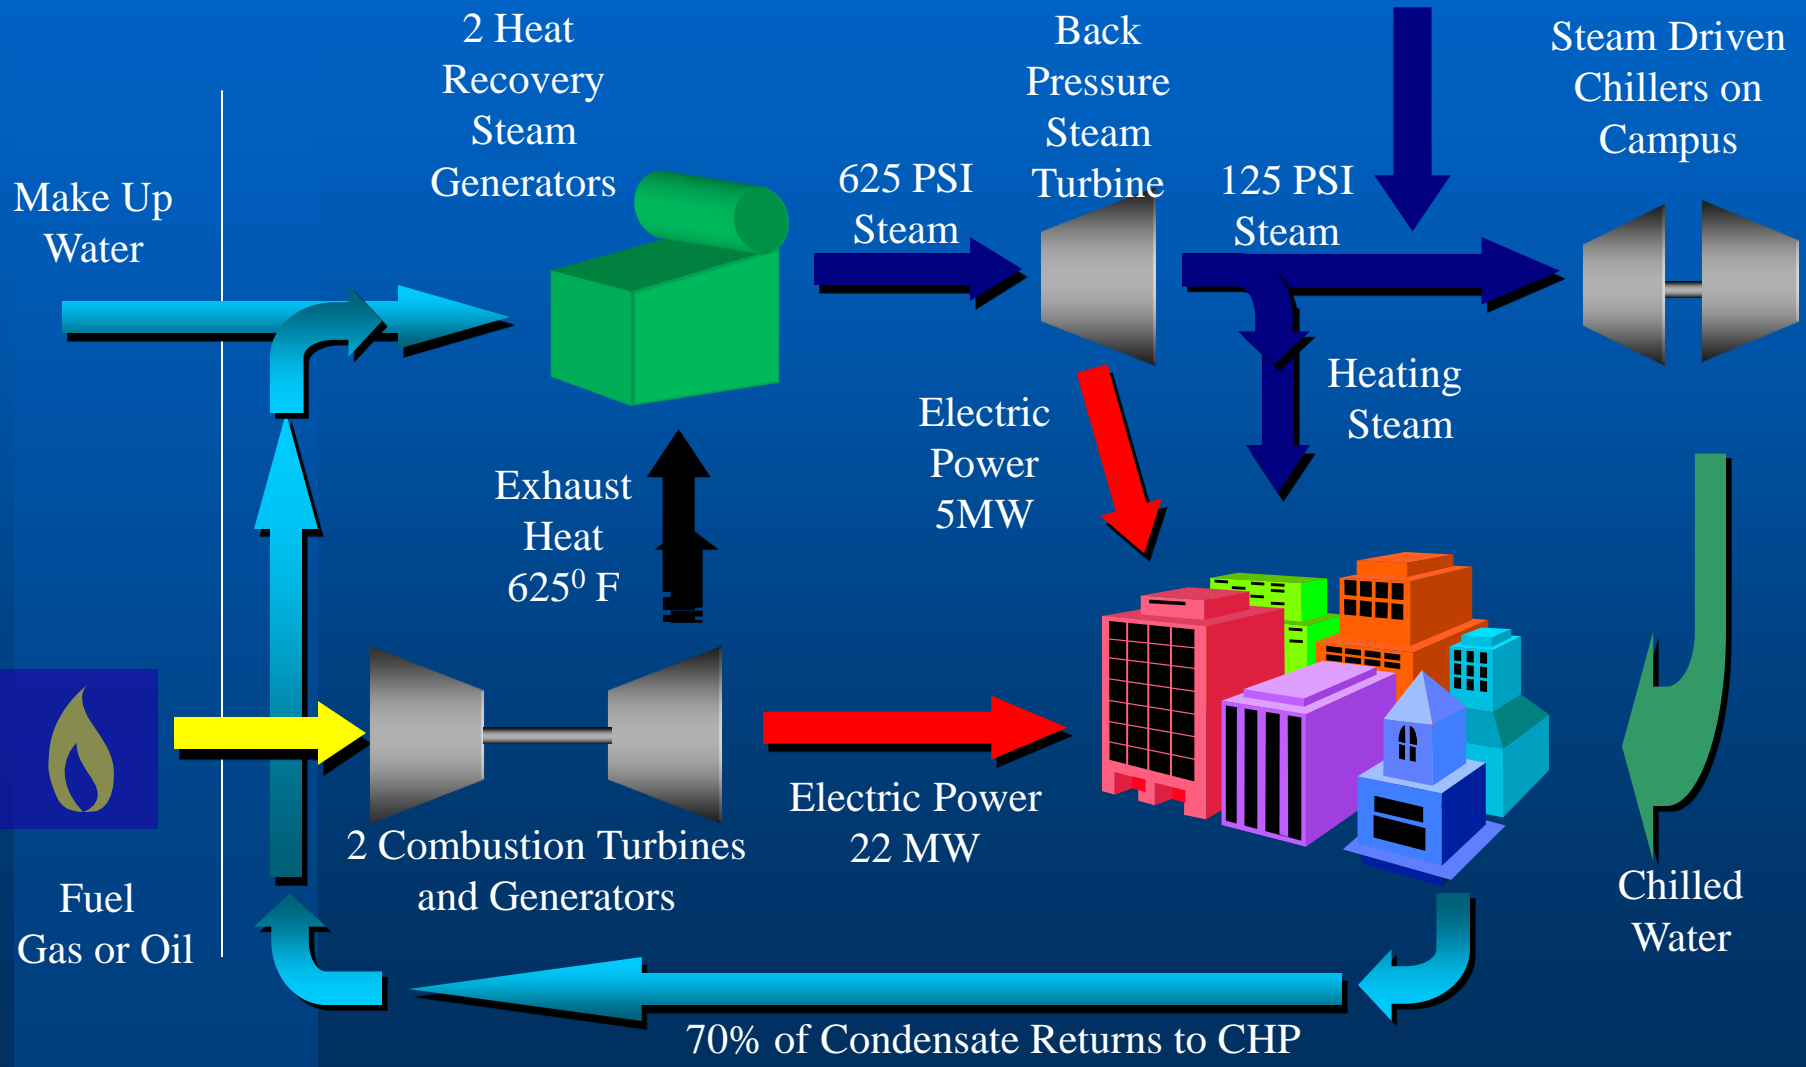 2 Heat
Recovery
Steam
Generators
Back
Pressure
Steam
Turbine
Steam Driven
Chillers on
Campus
Make Up
Water
625 PSI
Steam
125 PSI
Steam
Heating
Steam
Electric
Power
5MW
Exhaust
Heat
625⁰ F
Electric Power
22 MW
2 Combustion Turbines
and Generators
Fuel
Gas or Oil
Chilled
Water
70% of Condensate Returns to CHP